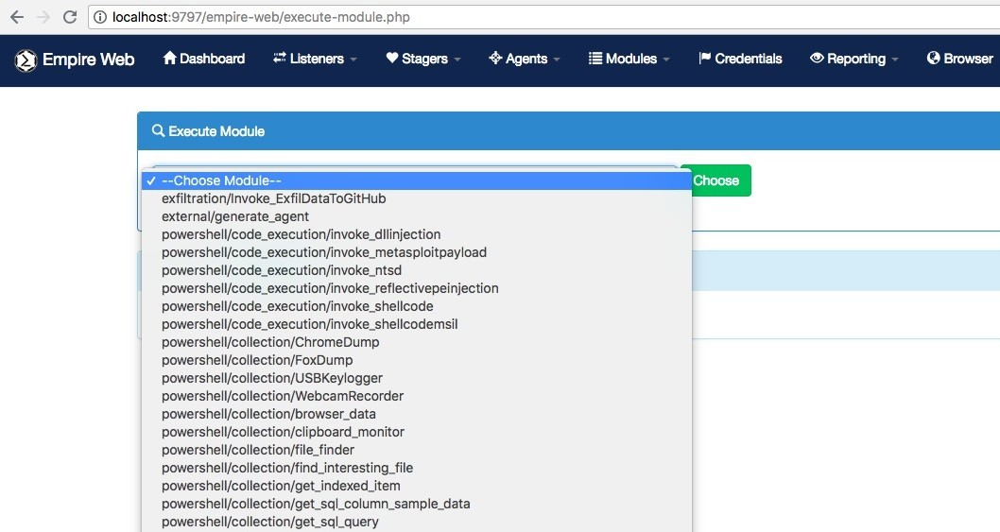 localhost:9797/empire-web/execute-module.php
Empire Web Dashboard Listeners Stagers Agents Modules Credentials Reporting Browser
Execute Module
--Choose Module-- Choose
exfiltration/Invoke_ExfilDataToGitHub
external/generate_agent
powershell/code_execution/invoke_dllinjection
powershell/code_execution/invoke_metasploitpayload
powershell/code_execution/invoke_ntsd
powershell/code_execution/invoke_reflectivepeinjection
powershell/code_execution/invoke_shellcode
powershell/code_execution/invoke_shellcodemsil
powershell/collection/ChromeDump
powershell/collection/FoxDump
powershell/collection/USBKeylogger
powershell/collection/WebcamRecorder
powershell/collection/browser_data
powershell/collection/clipboard_monitor
powershell/collection/file_finder
powershell/collection/find_interesting_file
powershell/collection/get_indexed_item
powershell/collection/get_sql_column_sample_data
powershell/collection/get_sql_query